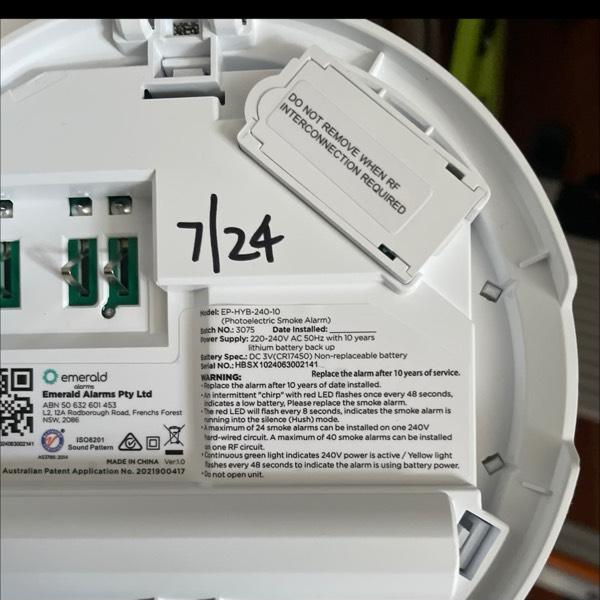 DO NOT REMOVE WHEN RF
INTERCONNECTION REQUIRED
7/24
Model: EP-HYB-240-10
(Photoelectric Smoke Alarm)
Batch NO.: 3075 Date Installed:
Power Supply: 220-240V AC 50Hz with 10 years
lithium battery back up
Battery Spec.: DC 3V(CR17450) Non-replaceable battery
Serial NO.: HBSX 1024063002141
WARNING: Replace the alarm after 10 years of service.
• Replace the alarm after 10 years of date installed.
• An intermittent "chirp" with red LED flashes once every 48 seconds,
indicates a low battery. Please replace the smoke alarm.
• The red LED will flash every 8 seconds, indicates the smoke alarm is
running into the silence (Hush) mode.
• A maximum of 24 smoke alarms can be installed on one 240V
hard-wired circuit. A maximum of 40 smoke alarms can be installed
on one RF circuit.
• Continuous green light indicates 240V power is active / Yellow light
flashes every 48 seconds to indicate the alarm is using battery power.
• Do not open unit.
emerald
alarms
Emerald Alarms Pty Ltd
ABN 50 632 601 453
L2, 12A Rodborough Road, Frenchs Forest
NSW, 2086
ISO8201
Sound Pattern
AS3786:2014
MADE IN CHINA Ver:1.0
Australian Patent Application No. 2021900417